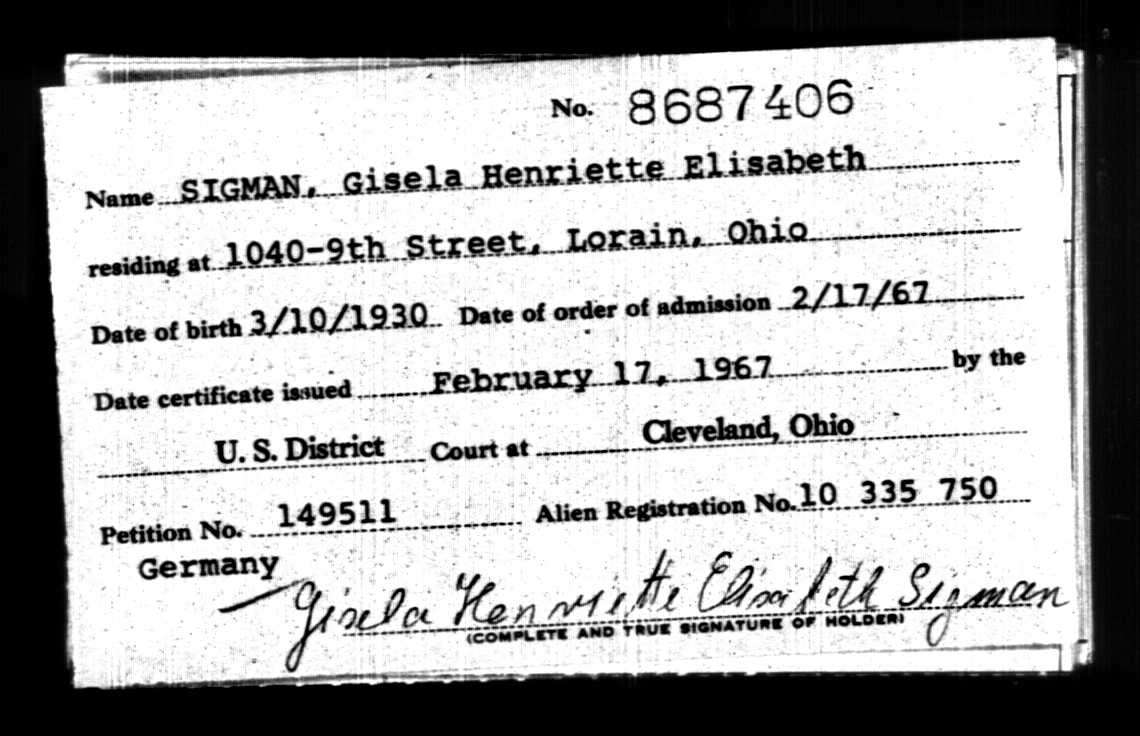 No. 8687406
Name SIGMAN, Gisela Henriette Elisabeth
residing at 1040-9th Street, Lorain, Ohio
Date of birth 3/10/1930 Date of order of admission 2/17/67
Date certificate issued February 17, 1967 by the
U. S. District Court at Cleveland, Ohio
Petition No. 149511 Alien Registration No. 10 335 750
Germany
Gisela Henriette Elisabeth Sigman
(COMPLETE AND TRUE SIGNATURE OF HOLDER)